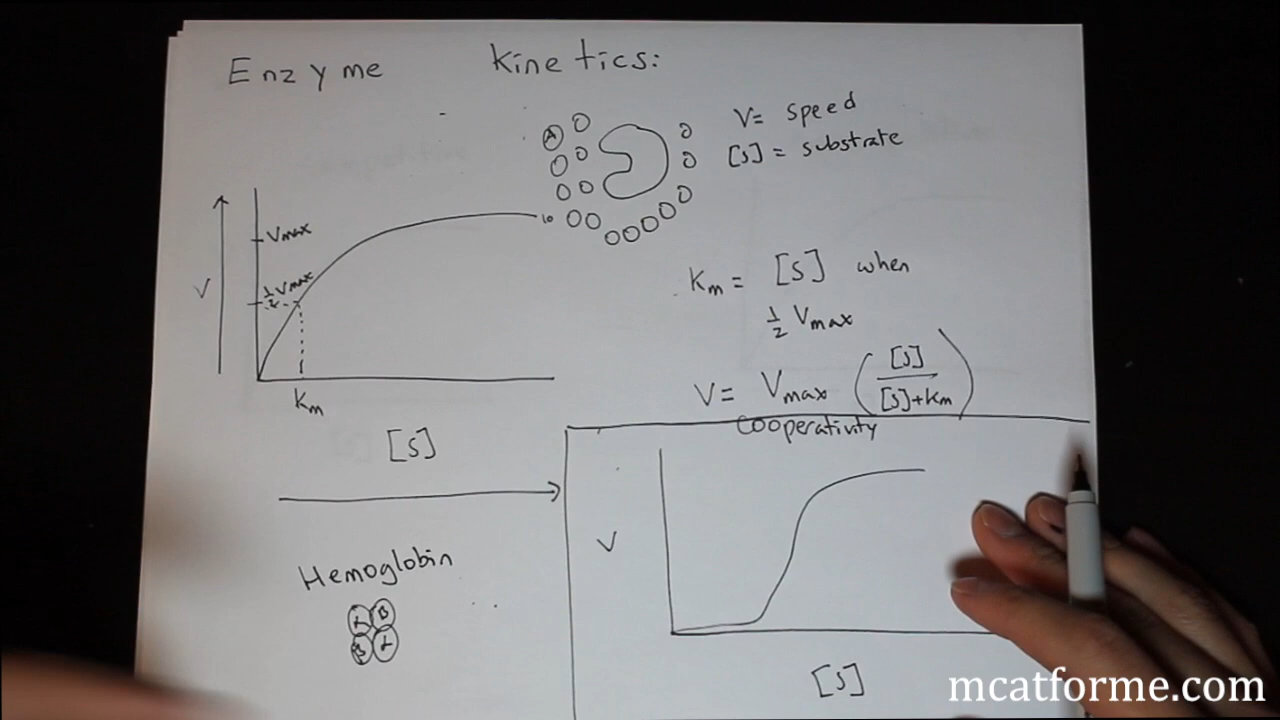 Enzyme Kinetics:
V= speed
[S] = substrate
A
Vmax
½ Vmax
V
Km
[S]
Km = [S] when
½ Vmax
V= Vmax ([S] / [S]+Km)
Cooperativity
V
[S]
Hemoglobin
mcatforme.com